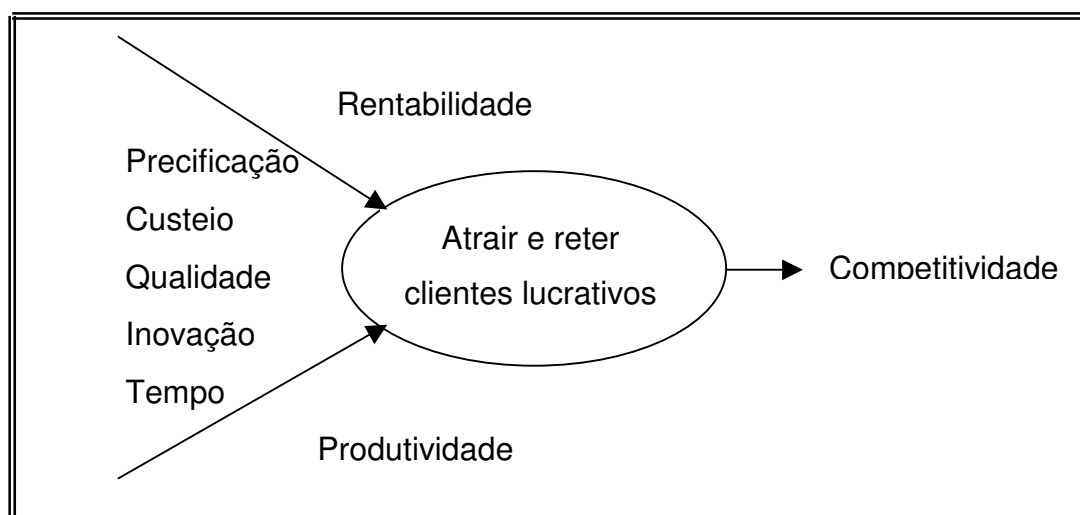 Rentabilidade
Precificação
Custeio
Qualidade
Inovação
Tempo
Atrair e reter
clientes lucrativos
Competitividade
Produtividade